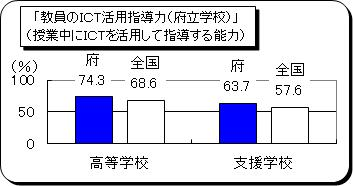 「教員のICT活用指導力（府立学校）」
（授業中にICTを活用して指導する能力）
(%)
100
50
0
府 全国 府 全国
74.3 68.6 63.7 57.6
高等学校 支援学校